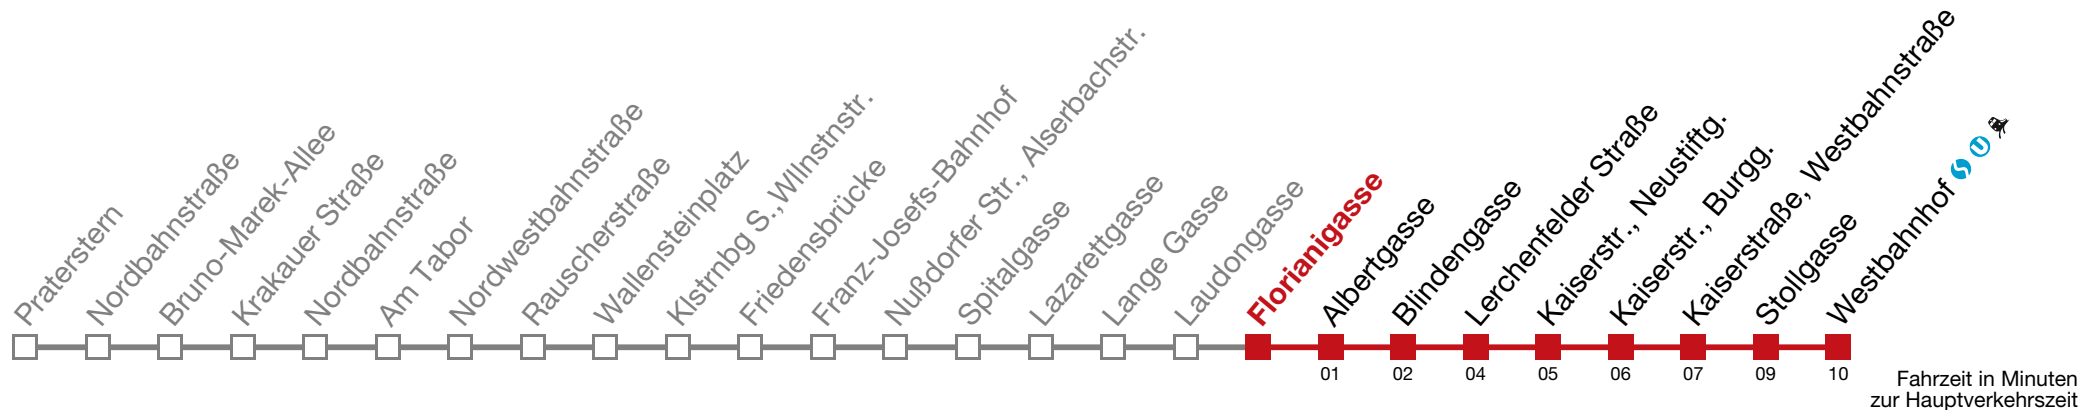 Praterstern
Nordbahnstraße
Bruno-Marek-Allee
Krakauer Straße
Nordbahnstraße
Am Tabor
Nordwestbahnstraße
Rauscherstraße
Wallensteinplatz
Klstrnbg S.,Wllnstnstr.
Friedensbrücke
Franz-Josefs-Bahnhof
Nußdorfer Str., Alserbachstr.
Spitalgasse
Lazarettgasse
Lange Gasse
Laudongasse
Florianigasse
Albertgasse
Blindengasse
Lerchenfelder Straße
Kaiserstr., Neustiftg.
Kaiserstr., Burgg.
Kaiserstraße, Westbahnstraße
Stollgasse
Westbahnhof S U
01 02 04 05 06 07 09 10
Fahrzeit in Minuten
zur Hauptverkehrszeit